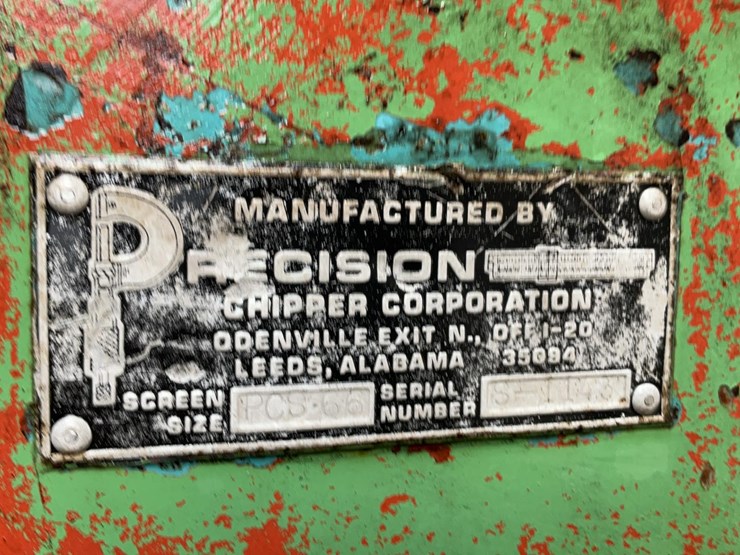 MANUFACTURED BY
PRECISION
CHIPPER CORPORATION
ODENVILLE EXIT N., OFF I-20
LEEDS, ALABAMA 35094
SCREEN SIZE PCS-66
SERIAL NUMBER